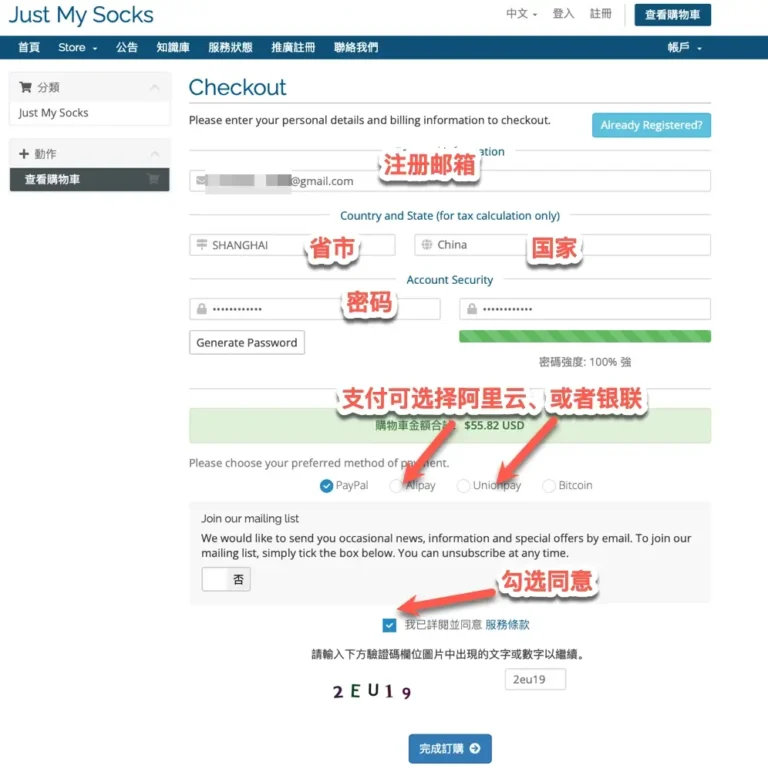 Just My Socks
中文 登入 註冊 查看購物車
首頁 Store 公告 知識庫 服務狀態 推廣註冊 聯絡我們 帳戶
分類
Just My Socks
動作
查看購物車
Checkout
Please enter your personal details and billing information to checkout.
Already Registered?
注册邮箱
@gmail.com
Country and State (for tax calculation only)
SHANGHAI 省市
China 国家
Account Security
密码
Generate Password
密碼強度: 100% 強
支付可选择阿里云、或者银联
購物車金額合計: $55.82 USD
Please choose your preferred method of payment.
PayPal Alipay Unionpay Bitcoin
Join our mailing list
We would like to send you occasional news, information and special offers by email. To join our
mailing list, simply tick the box below. You can unsubscribe at any time.
否
勾选同意
我已詳閱並同意 服務條款
請輸入下方驗證碼欄位圖片中出現的文字或數字以繼續。
2EU19
2eu19
完成訂購